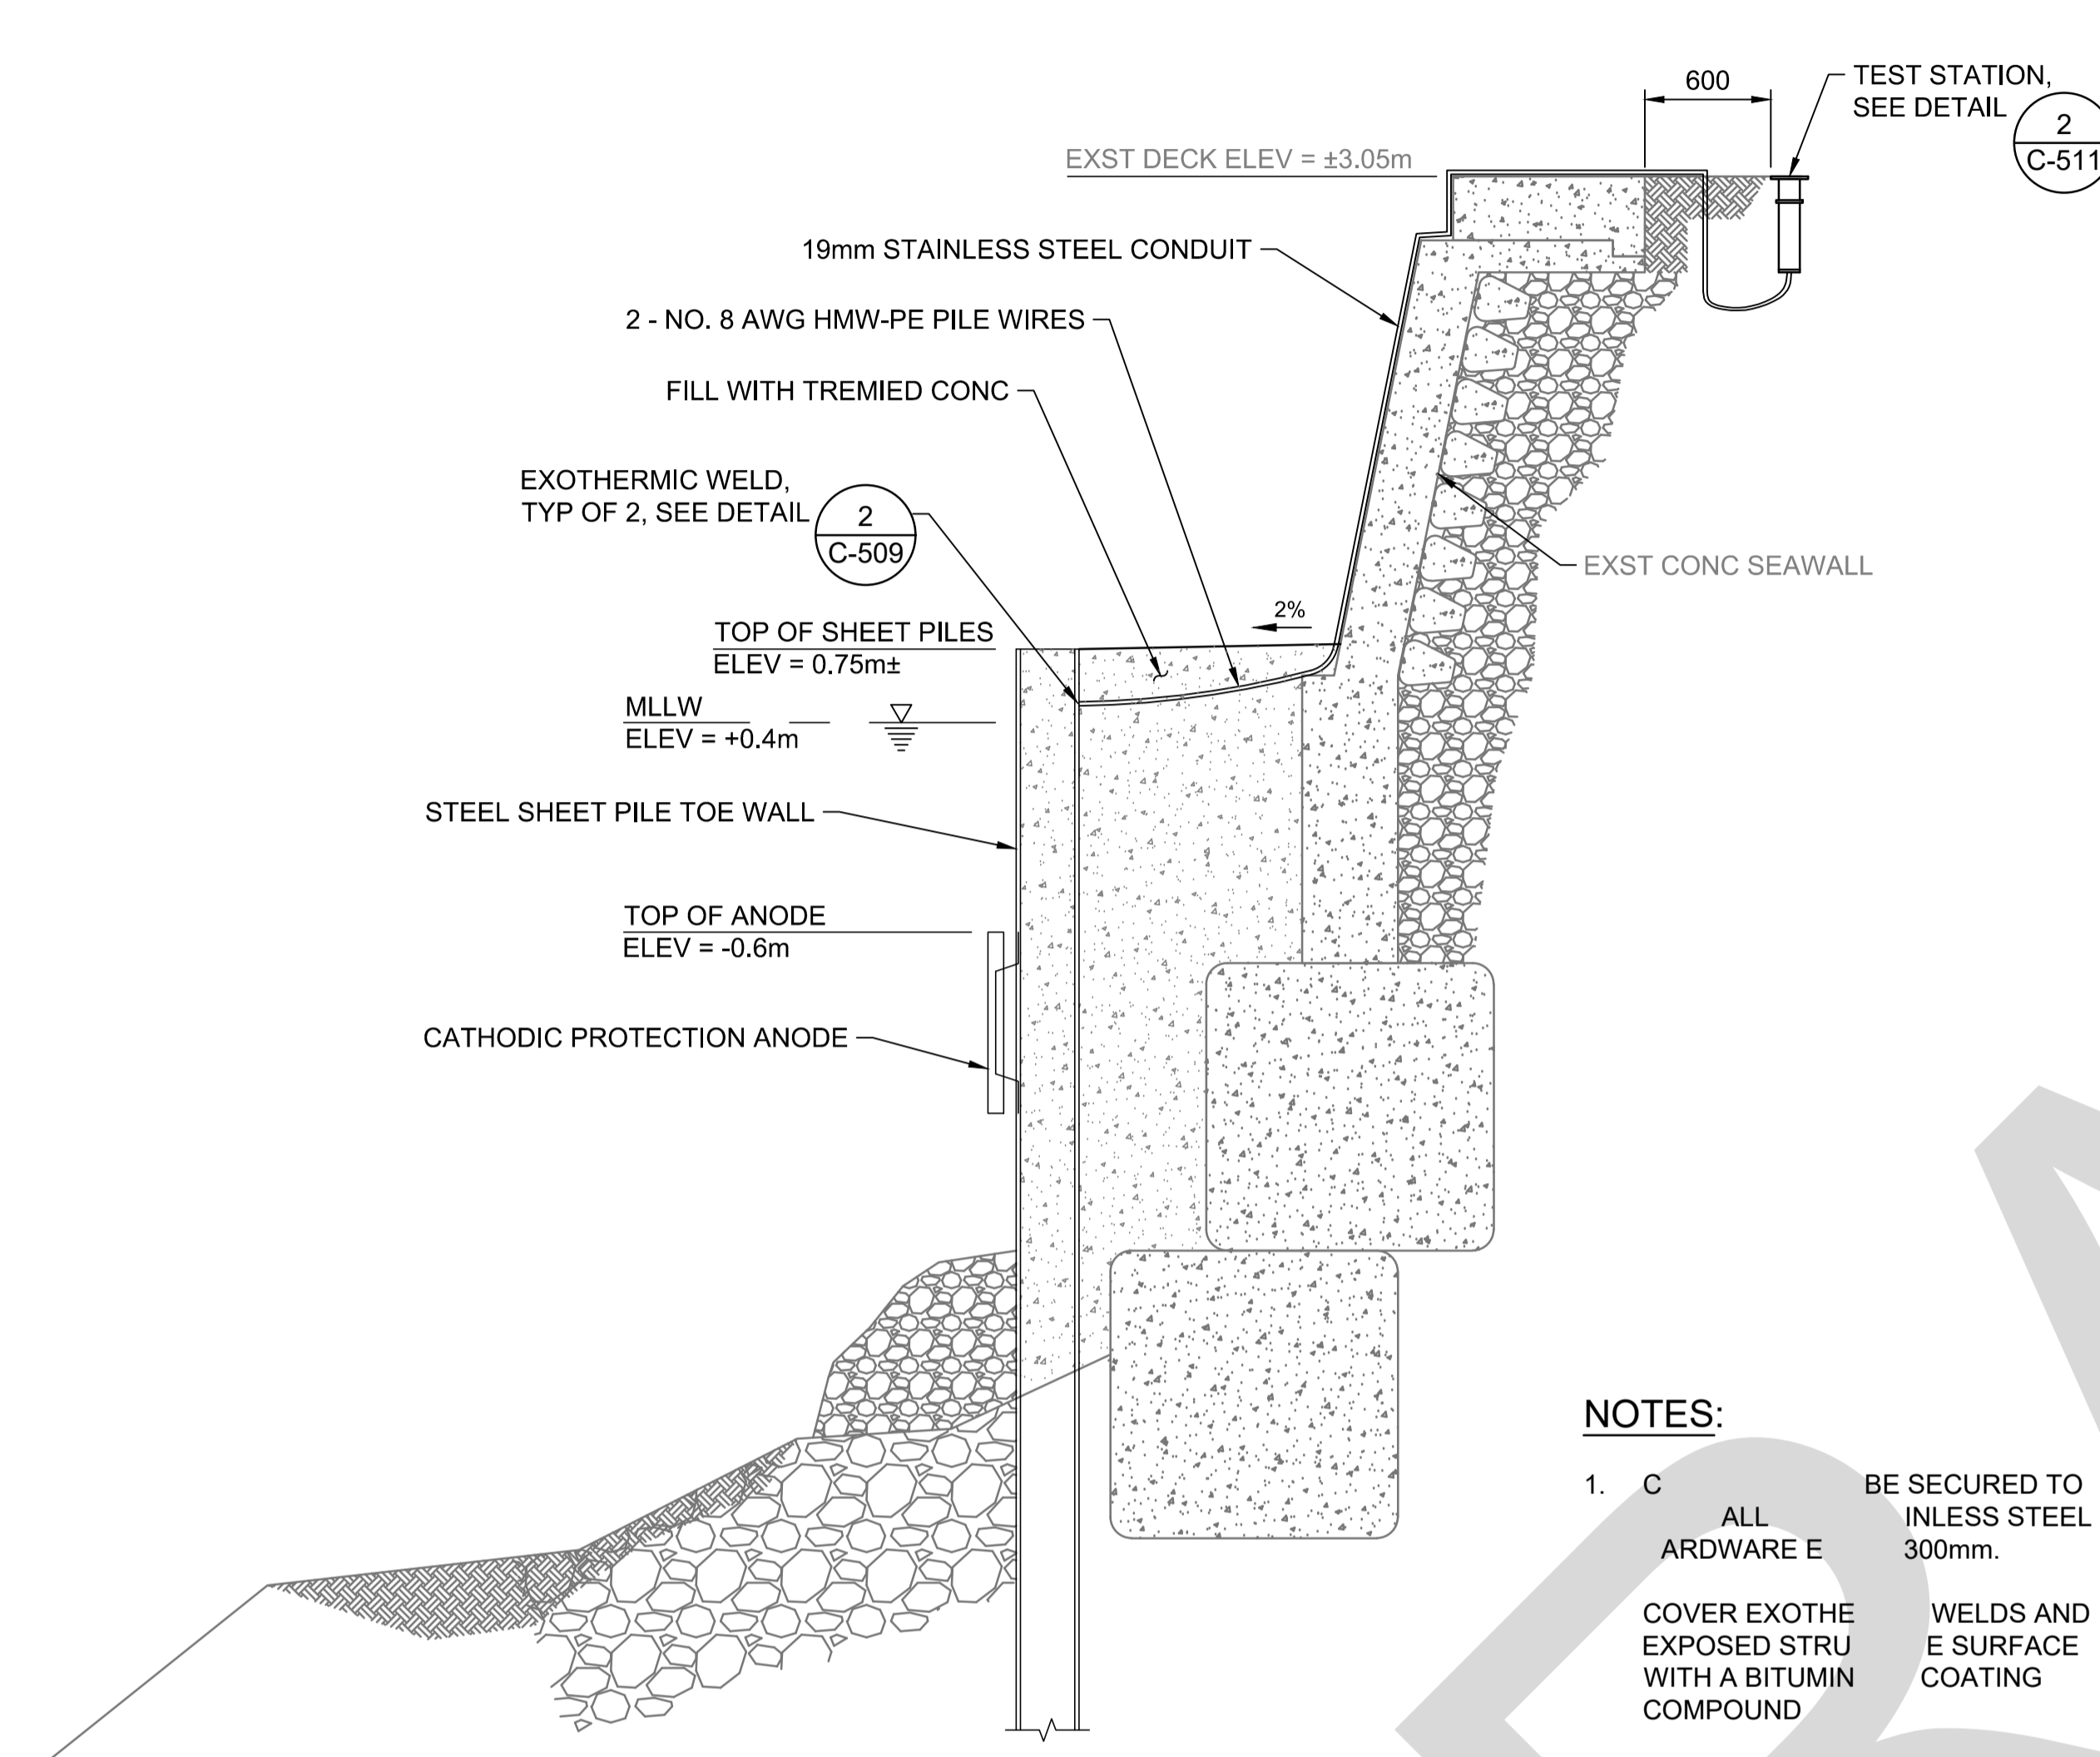 600
TEST STATION,
SEE DETAIL
2
C-511
EXST DECK ELEV = ±3.05m
19mm STAINLESS STEEL CONDUIT
2 - NO. 8 AWG HMW-PE PILE WIRES
FILL WITH TREMIED CONC
EXOTHERMIC WELD,
TYP OF 2, SEE DETAIL
2
C-509
EXST CONC SEAWALL
2%
TOP OF SHEET PILES
ELEV = 0.75m±
MLLW
ELEV = +0.4m
STEEL SHEET PILE TOE WALL
TOP OF ANODE
ELEV = -0.6m
CATHODIC PROTECTION ANODE
NOTES:
1. C BE SECURED TO
ALL INLESS STEEL
ARDWARE E 300mm.
COVER EXOTHE WELDS AND
EXPOSED STRU E SURFACE
WITH A BITUMIN COATING
COMPOUND